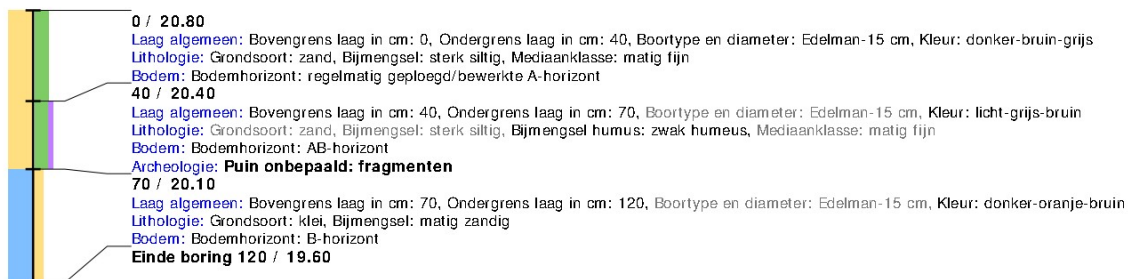 0 / 20.80
Laag algemeen: Bovengrens laag in cm: 0, Ondergrens laag in cm: 40, Boortype en diameter: Edelman-15 cm, Kleur: donker-bruin-grijs
Lithologie: Grondsoort: zand, Bijmengsel: sterk siltig, Mediaanklasse: matig fijn
Bodem: Bodemhorizont: regelmatig geploegd/bewerkte A-horizont
40 / 20.40
Laag algemeen: Bovengrens laag in cm: 40, Ondergrens laag in cm: 70, Boortype en diameter: Edelman-15 cm, Kleur: licht-grijs-bruin
Lithologie: Grondsoort: zand, Bijmengsel: sterk siltig, Bijmengsel humus: zwak humeus, Mediaanklasse: matig fijn
Bodem: Bodemhorizont: AB-horizont
Archeologie: Puin onbepaald: fragmenten
70 / 20.10
Laag algemeen: Bovengrens laag in cm: 70, Ondergrens laag in cm: 120, Boortype en diameter: Edelman-15 cm, Kleur: donker-oranje-bruin
Lithologie: Grondsoort: klei, Bijmengsel: matig zandig
Bodem: Bodemhorizont: B-horizont
Einde boring 120 / 19.60